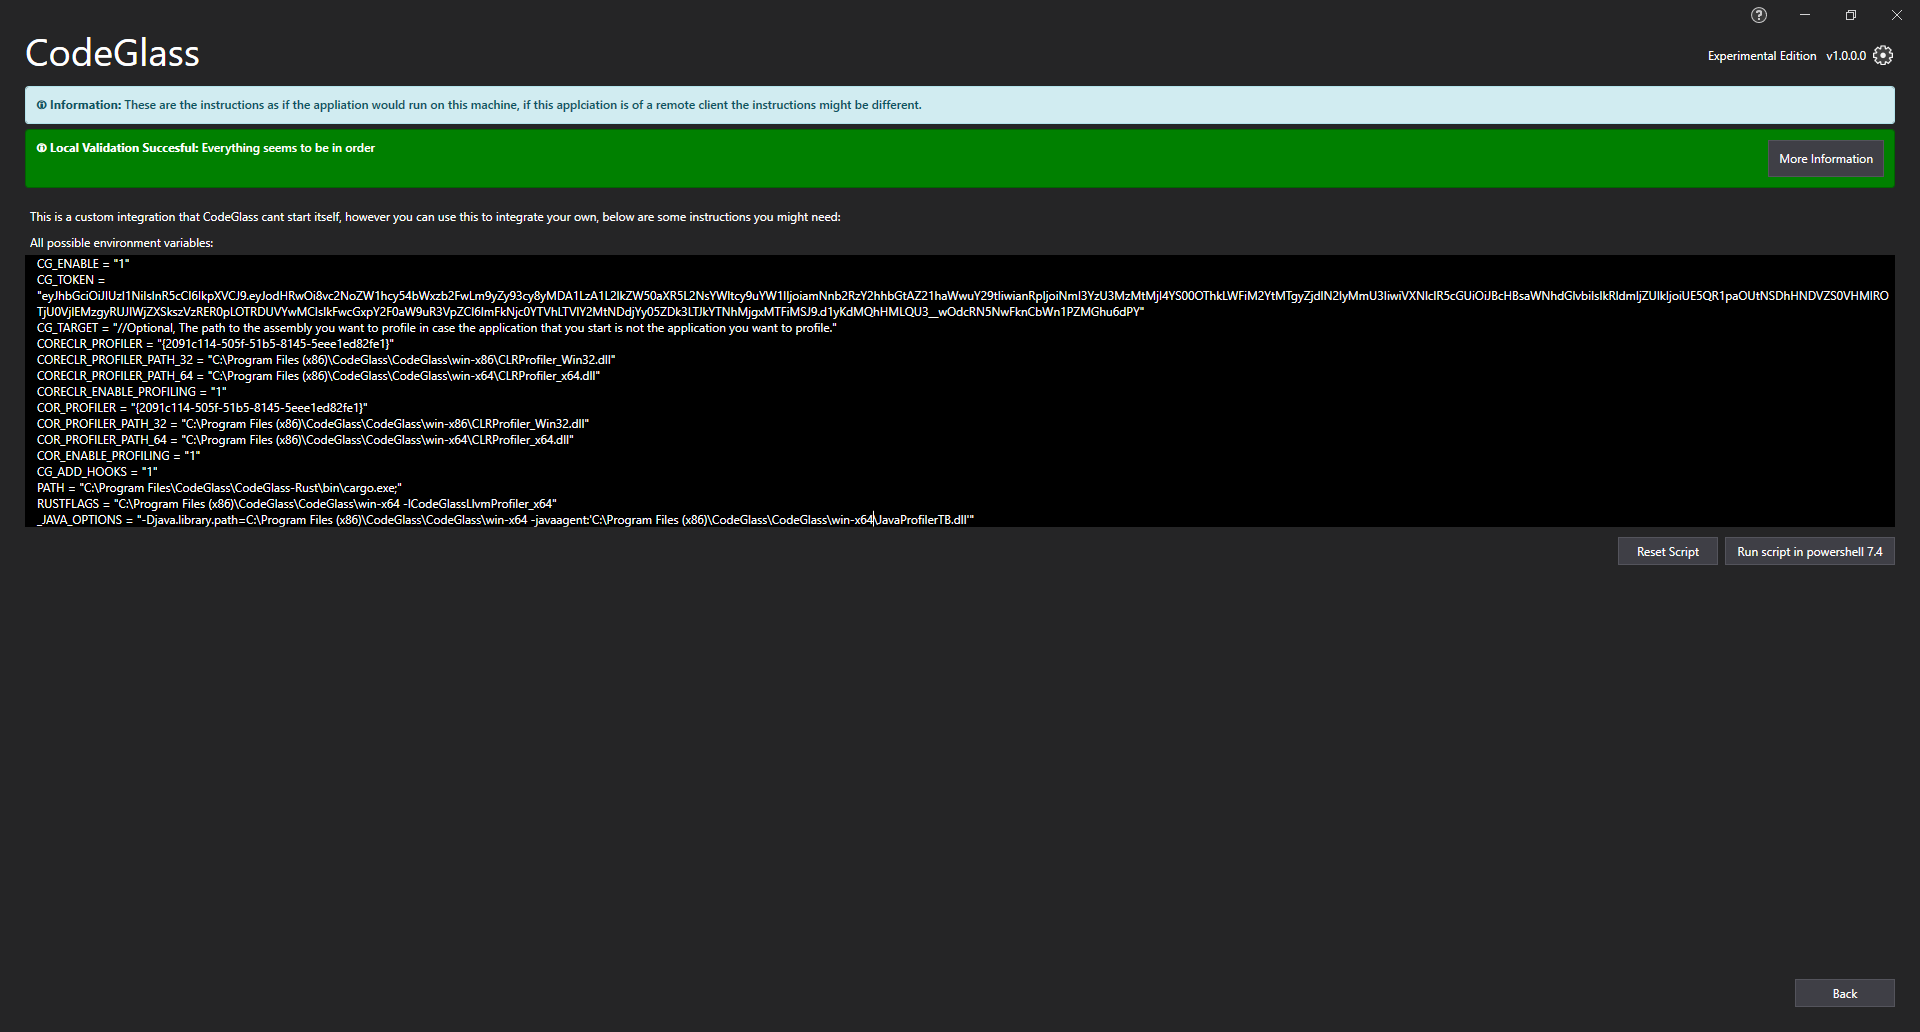 CodeGlass
Experimental Edition v1.0.0.0
Information: These are the instructions as if the appliation would run on this machine, if this applciation is of a remote client the instructions might be different.
Local Validation Succesful: Everything seems to be in order
More Information
This is a custom integration that CodeGlass cant start itself, however you can use this to integrate your own, below are some instructions you might need:
All possible environment variables:
CG_ENABLE = "1"
CG_TOKEN =
CG_TARGET = "//Optional, The path to the assembly you want to profile in case the application that you start is not the application you want to profile."
CORECLR_PROFILER = "{2091c114-505f-51b5-8145-5eee1ed82fe1}"
CORECLR_PROFILER_PATH_32 = "C:\Program Files (x86)\CodeGlass\CodeGlass\win-x86\CLRProfiler_Win32.dll"
CORECLR_PROFILER_PATH_64 = "C:\Program Files (x86)\CodeGlass\CodeGlass\win-x64\CLRProfiler_x64.dll"
CORECLR_ENABLE_PROFILING = "1"
COR_PROFILER = "{2091c114-505f-51b5-8145-5eee1ed82fe1}"
COR_PROFILER_PATH_32 = "C:\Program Files (x86)\CodeGlass\CodeGlass\win-x86\CLRProfiler_Win32.dll"
COR_PROFILER_PATH_64 = "C:\Program Files (x86)\CodeGlass\CodeGlass\win-x64\CLRProfiler_x64.dll"
COR_ENABLE_PROFILING = "1"
CG_ADD_HOOKS = "1"
PATH = "C:\Program Files\CodeGlass\CodeGlass-Rust\bin\cargo.exe;"
RUSTFLAGS = "C:\Program Files (x86)\CodeGlass\CodeGlass\win-x64 -lCodeGlassLlvmProfiler_x64"
_JAVA_OPTIONS = "-Djava.library.path=C:\Program Files (x86)\CodeGlass\CodeGlass\win-x64 -javaagent:'C:\Program Files (x86)\CodeGlass\CodeGlass\win-x64\JavaProfilerTB.dll'"
Reset Script
Run script in powershell 7.4
Back